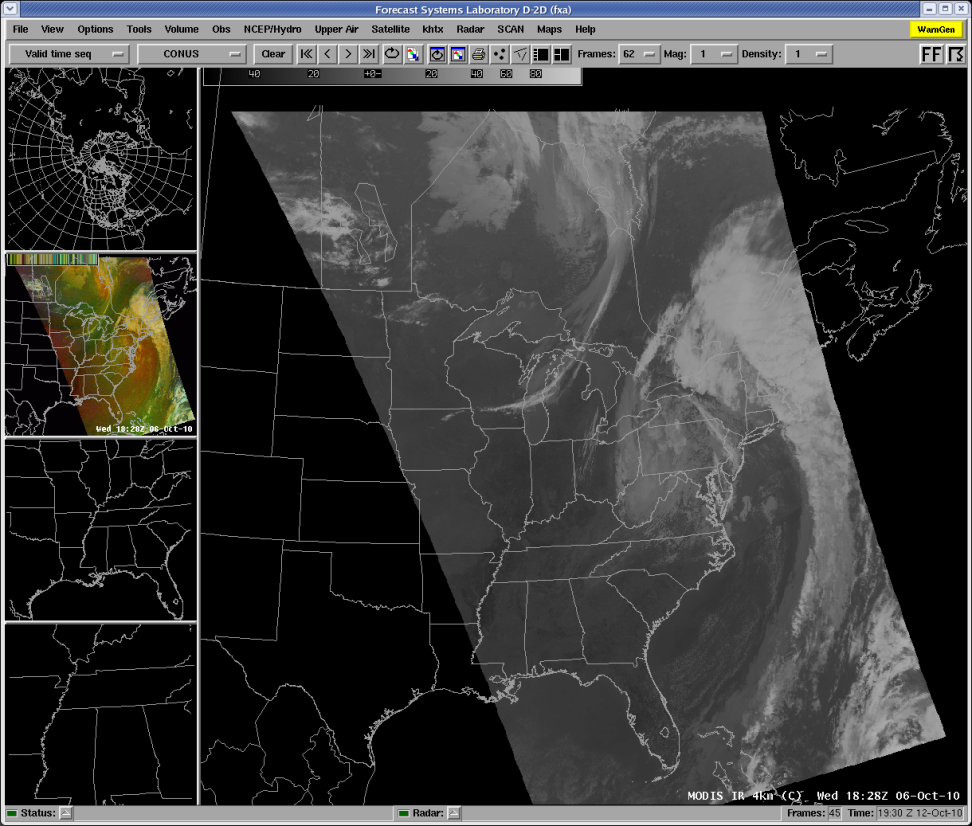 Forecast Systems Laboratory D-2D (fxa)
File View Options Tools Volume Obs NCEP/Hydro Upper Air Satellite khtx Radar SCAN Maps Help WarnGen
Valid time seq CONUS Clear Frames: 62 Mag: 1 Density: 1 FF
40 20 +0- 20 40 60 80
Wed 18:28Z 06-Oct-10
MODIS IR 4km (C) Wed 18:28Z 06-Oct-10
Status: Radar: Frames: 45 Time: 19:30 Z 12-Oct-10